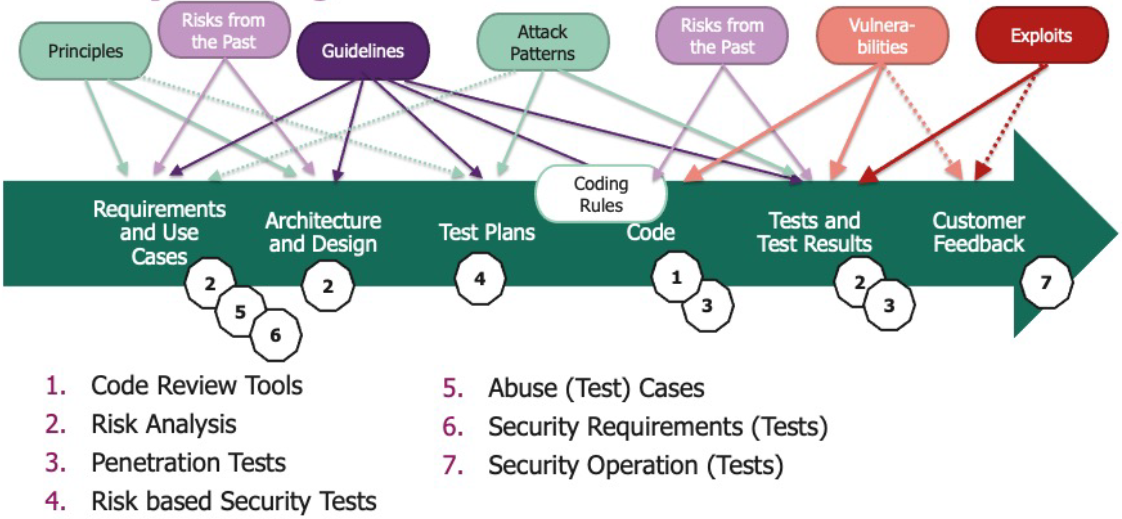 Principles
Risks from
the Past
Guidelines
Attack
Patterns
Risks from
the Past
Vulnera-
bilities
Exploits
Coding
Rules
Requirements
and Use
Cases
Architecture
and Design
Test Plans
Code
Tests and
Test Results
Customer
Feedback
2
5
6
2
4
1
3
2
3
7
1. Code Review Tools
2. Risk Analysis
3. Penetration Tests
4. Risk based Security Tests
5. Abuse (Test) Cases
6. Security Requirements (Tests)
7. Security Operation (Tests)